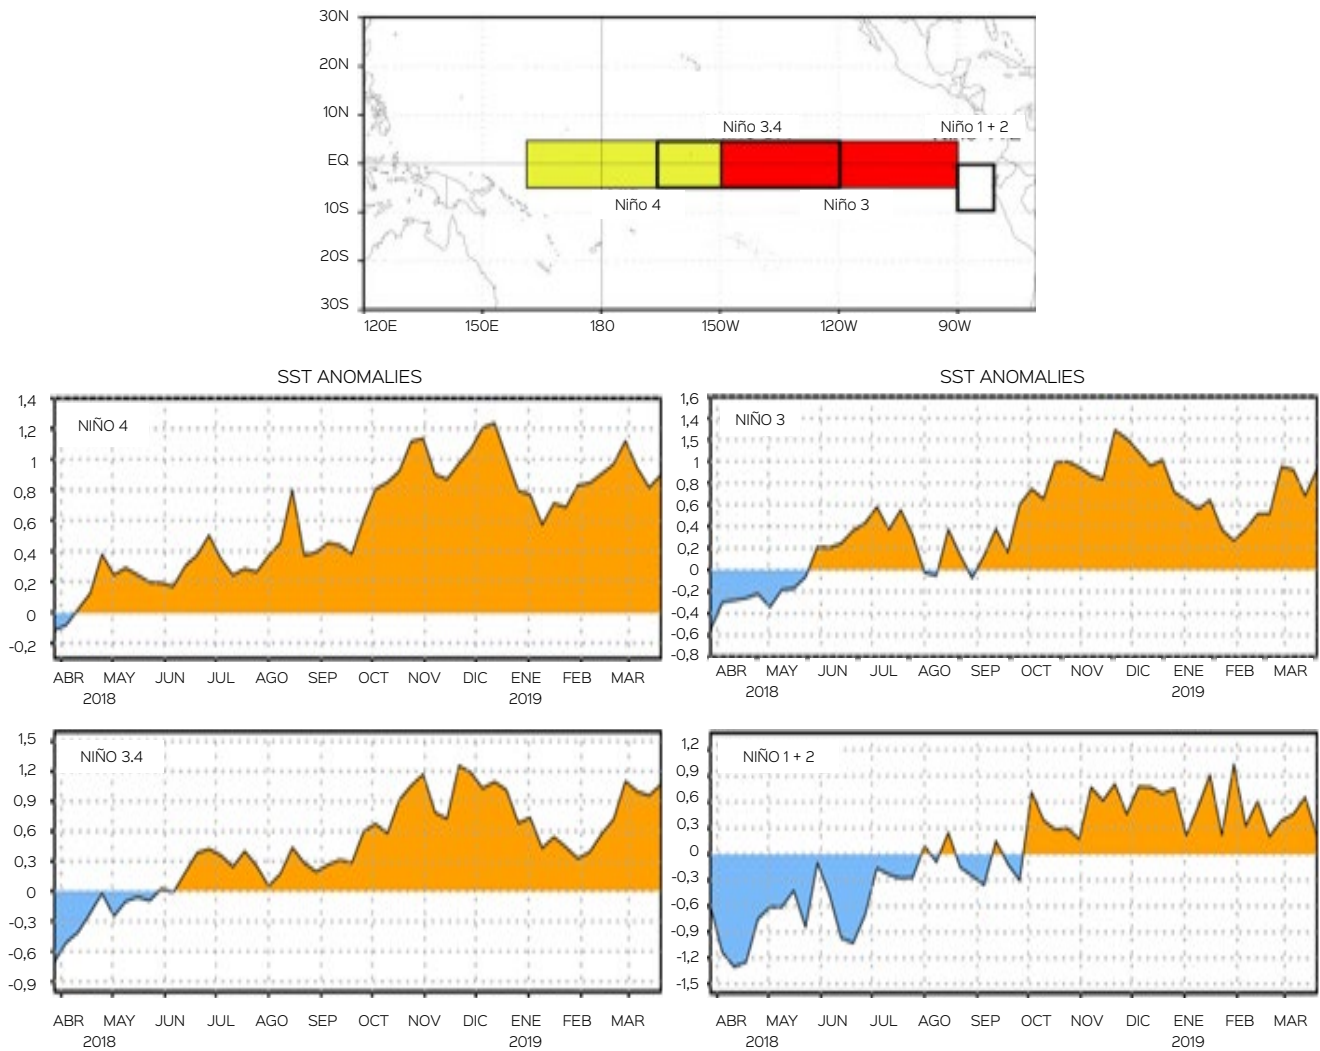 30N
20N
10N
EQ
10S
20S
30S
Niño 3.4
Niño 1 + 2
Niño 4
Niño 3
120E 150E 180 150W 120W 90W
SST ANOMALIES
NIÑO 4
1,4
1,2
1
0,8
0,6
0,4
0,2
0
-0,2
ABR MAY JUN JUL AGO SEP OCT NOV DIC ENE FEB MAR
2018 2019
SST ANOMALIES
NIÑO 3
1,6
1,4
1,5
1
0,8
0,6
0,4
0,2
0
-0,2
-0,4
-0,6
-0,8
ABR MAY JUN JUL AGO SEP OCT NOV DIC ENE FEB MAR
2018 2019
NIÑO 3.4
1,5
1,2
0,9
0,6
0,3
0
-0,3
-0,6
-0,9
ABR MAY JUN JUL AGO SEP OCT NOV DIC ENE FEB MAR
2018 2019
NIÑO 1 + 2
1,2
0,9
0,6
0,3
0
-0,3
-0,6
-0,9
-1,2
-1,5
ABR MAY JUN JUL AGO SEP OCT NOV DIC ENE FEB MAR
2018 2019